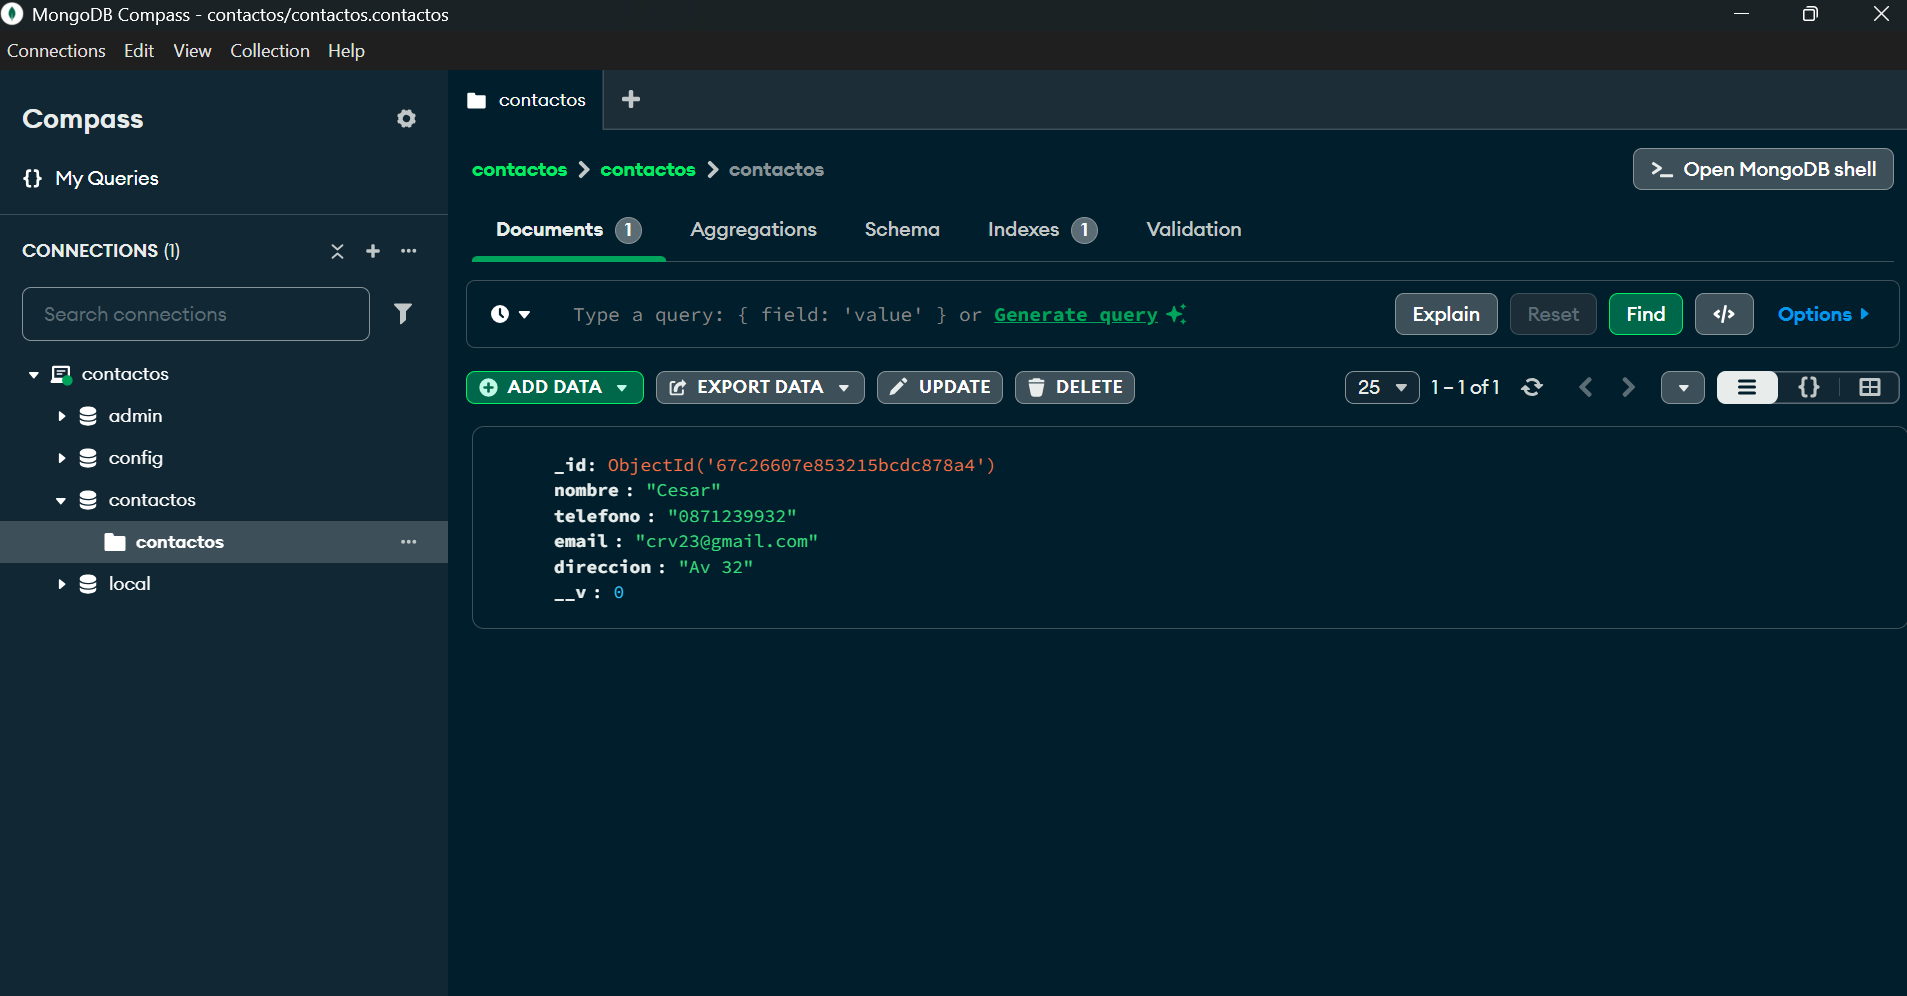 MongoDB Compass - contactos/contactos.contactos
Connections Edit View Collection Help
Compass
{} My Queries
CONNECTIONS (1)
Search connections
contactos
admin
config
contactos
contactos
local
contactos
contactos > contactos > contactos
>_ Open MongoDB shell
Documents 1 Aggregations Schema Indexes 1 Validation
Type a query: { field: 'value' } or Generate query
Explain Reset Find </> Options
ADD DATA EXPORT DATA UPDATE DELETE
25 1 – 1 of 1 {}
_id: ObjectId('67c26607e853215bcdc878a4')
nombre : "Cesar"
telefono : "0871239932"
email : "crv23@gmail.com"
direccion : "Av 32"
__v : 0